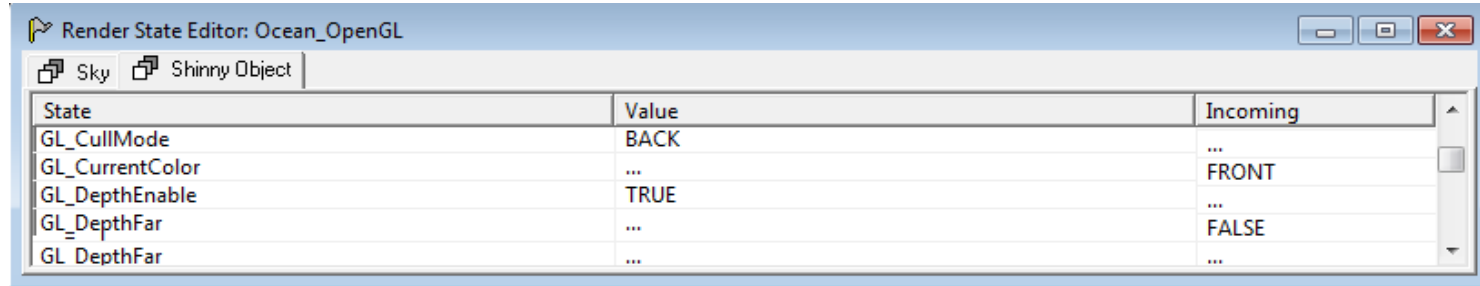 Render State Editor: Ocean_OpenGL
Sky Shinny Object
State Value Incoming
GL_CullMode BACK ...
GL_CurrentColor ... FRONT
GL_DepthEnable TRUE ...
GL_DepthFar ... FALSE
GL_DepthFar ... ...